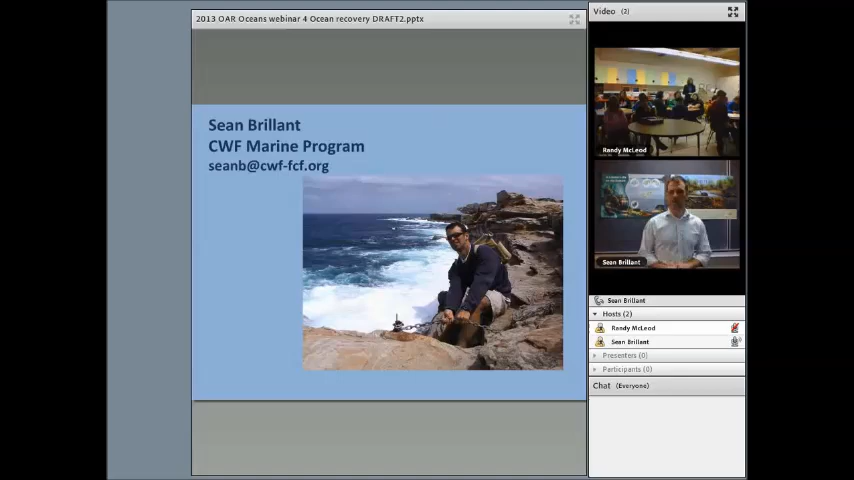 2013 OAR Oceans webinar 4 Ocean recovery DRAFT2.pptx
Sean Brillant
CWF Marine Program
seanb@cwf-fcf.org
Video (2)
Randy McLeod
Sean Brillant
Sean Brillant
Hosts (2)
Randy McLeod
Sean Brillant
Presenters (0)
Participants (0)
Chat (Everyone)